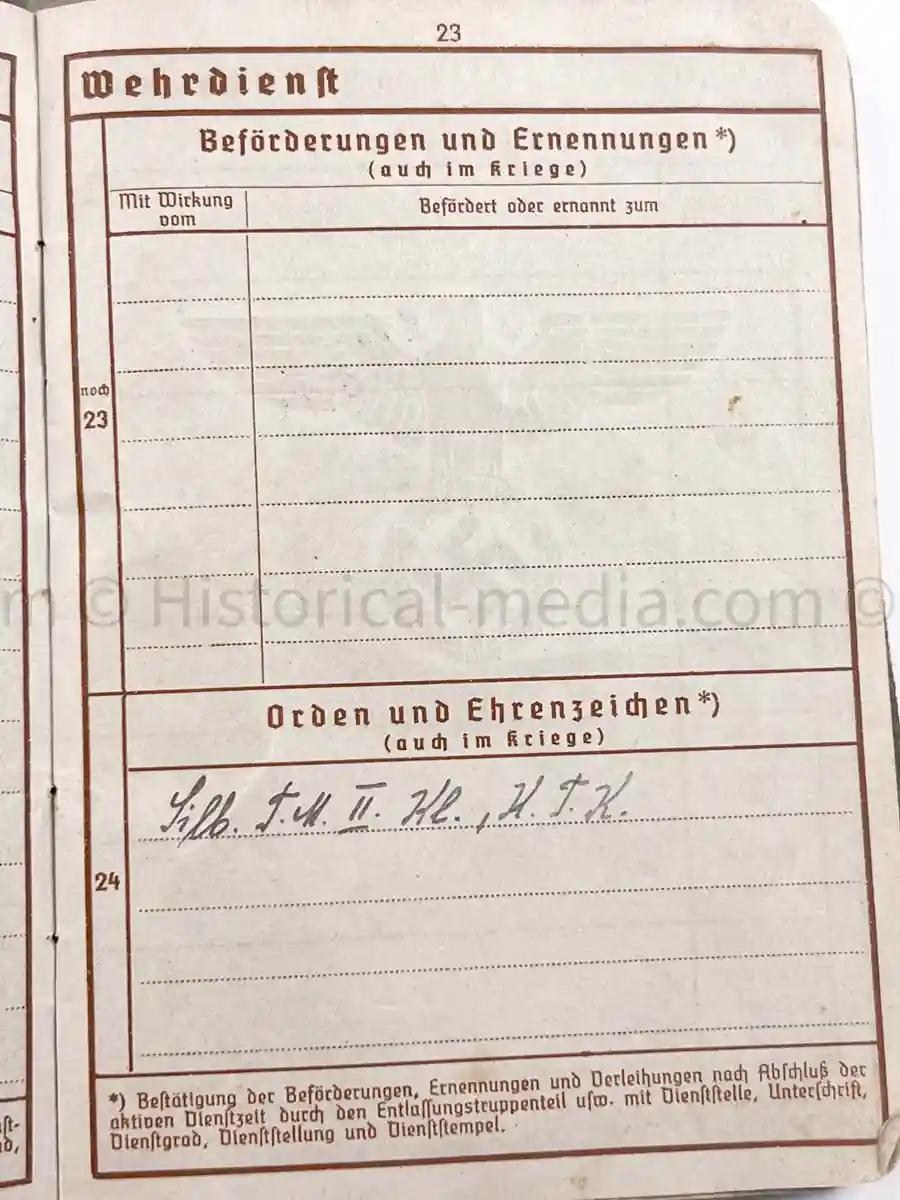 23
Wehrdienst
Beförderungen und Ernennungen*)
(auch im Kriege)
Mit Wirkung
vom
Befördert oder ernannt zum
noch
23
m © Historical-media.com ©
Orden und Ehrenzeichen*)
(auch im Kriege)
Silb. T. M. II. Kl., K. T. K.
24
*) Bestätigung der Beförderungen, Ernennungen und Verleihungen nach Abschluß der
aktiven Dienstzeit durch den Entlassungstruppenteil usw. mit Dienststelle, Unterschrift,
Dienstgrad, Dienststellung und Dienststempel.